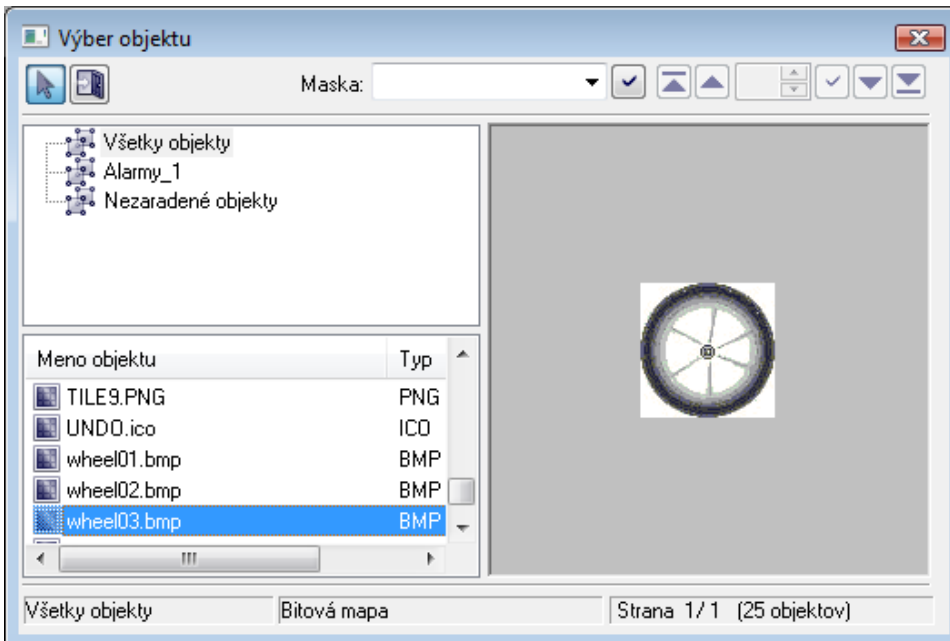 Výber objektu
Maska:
Všetky objekty
Alarmy_1
Nezaradené objekty
Meno objektu Typ
TILE9.PNG PNG
UNDO.ico ICO
wheel01.bmp BMP
wheel02.bmp BMP
wheel03.bmp BMP
Všetky objekty Bitová mapa Strana 1/1 (25 objektov)